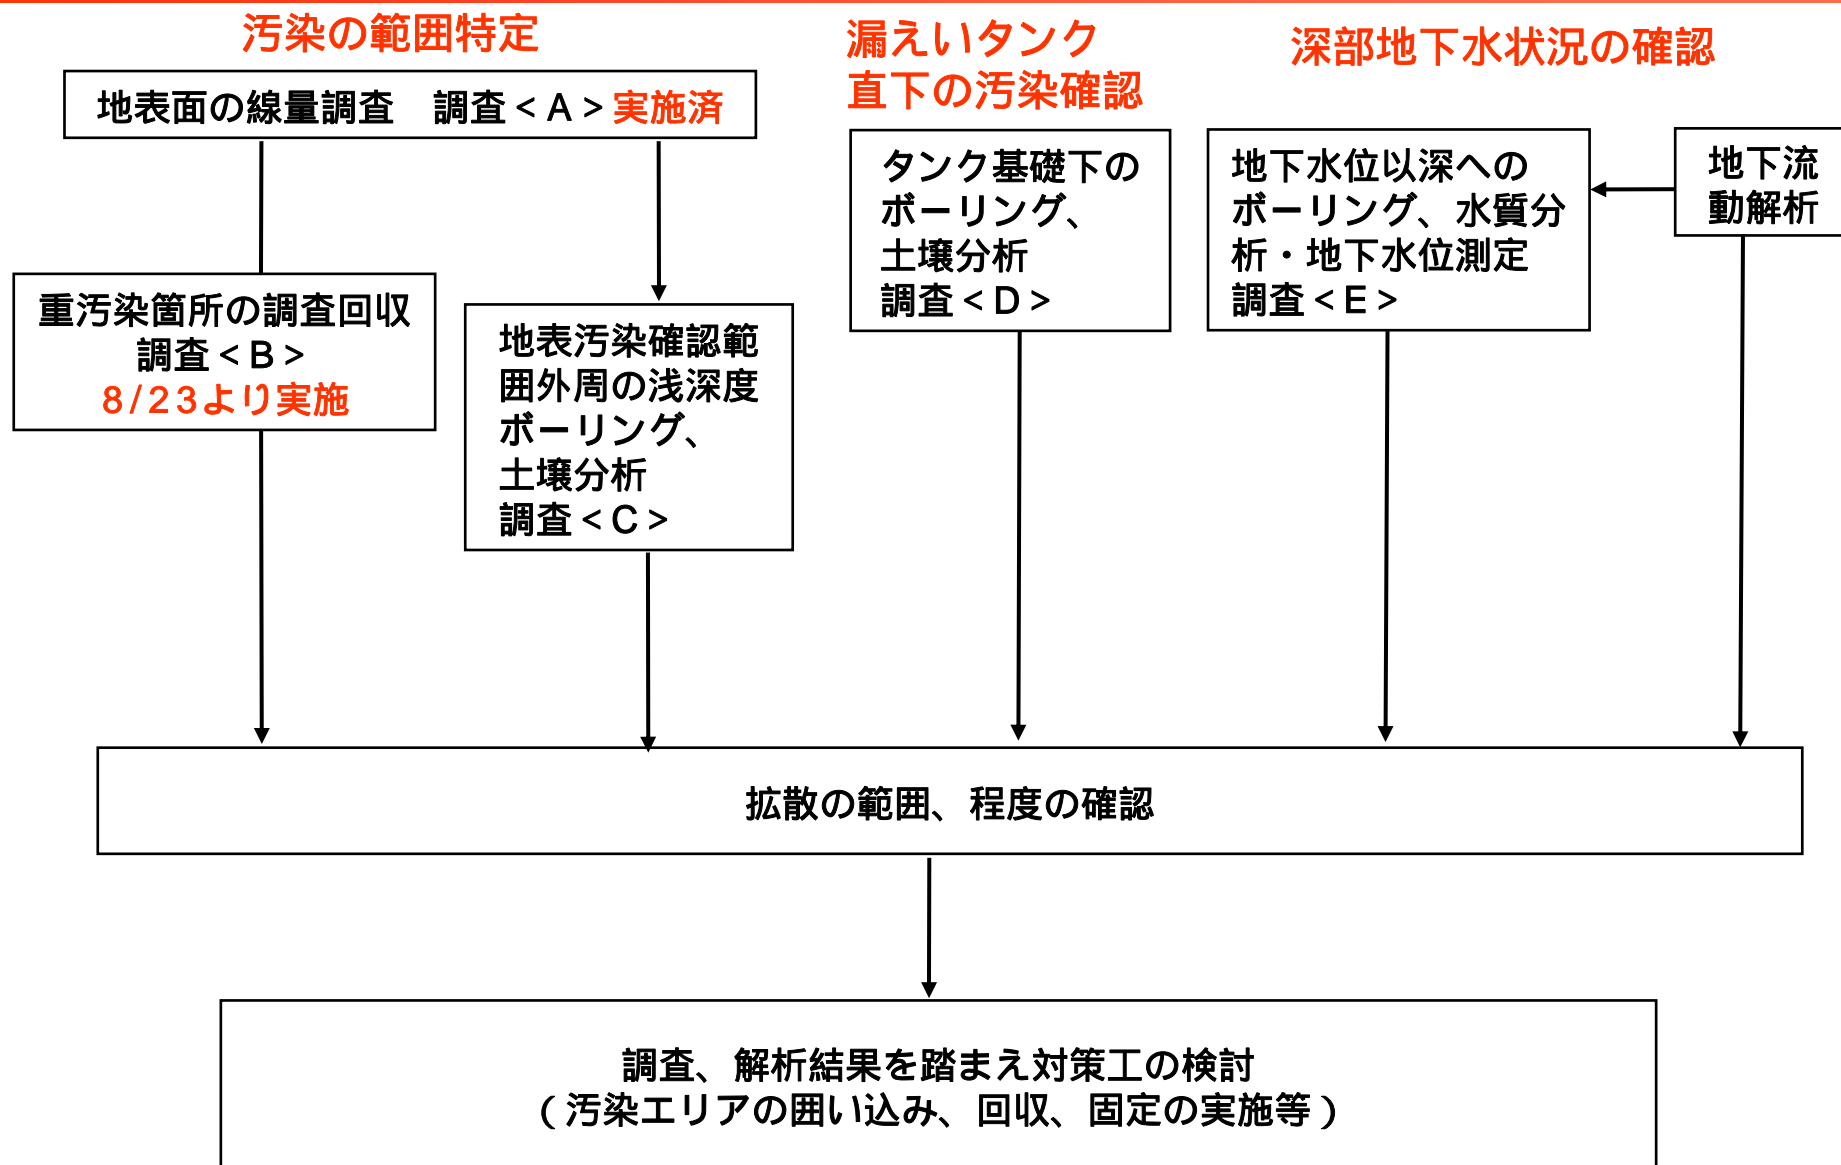 汚染の範囲特定
地表面の線量調査　調査＜A＞実施済
重汚染箇所の調査回収
調査＜B＞
8/23より実施
地表汚染確認範
囲外周の浅深度
ボーリング、
土壌分析
調査＜C＞
漏えいタンク
直下の汚染確認
タンク基礎下の
ボーリング、
土壌分析
調査＜D＞
深部地下水状況の確認
地下水位以深への
ボーリング、水質分
析・地下水位測定
調査＜E＞
地下流
動解析
拡散の範囲、程度の確認
調査、解析結果を踏まえ対策工の検討
（汚染エリアの囲い込み、回収、固定の実施等）